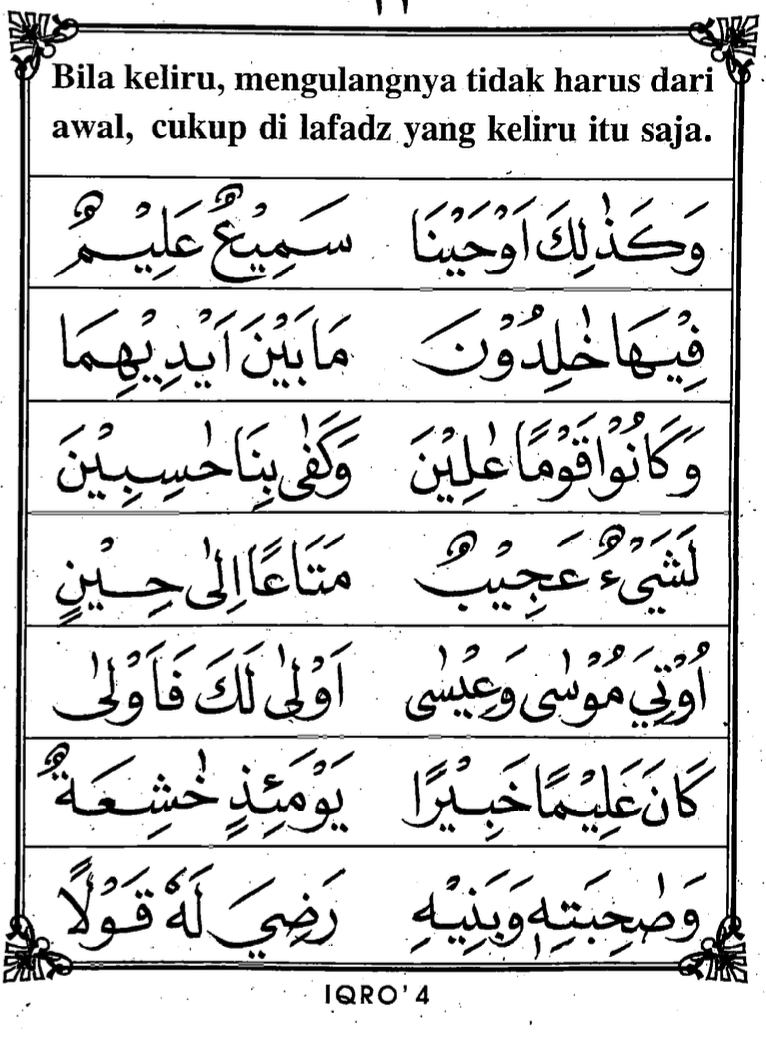 ١١
Bila keliru, mengulangnya tidak harus dari
awal, cukup di lafadz yang keliru itu saja.
وَكَذٰلِكَ اَوْحَيْنَا سَمِيْعٌ عَلِيْمٌ
فِيْهَا خٰلِدُوْنَ مَا بَيْنَ اَيْدِيْهِمَا
وَكَانُوْا قَوْمًا عٰلِيْنَ وَكَفٰى بِنَا حٰسِبِيْنَ
لَشَيْءٌ عَجِيْبٌ مَتَاعًا اِلٰى حِيْنٍ
اُوْتِيَ مُوْسٰى وَعِيْسٰى اَوْلٰى لَكَ فَاَوْلٰى
كَانَ عَلِيْمًا خَبِيْرًا يَوْمَئِذٍ خٰشِعَةٌ
وَصٰحِبَتِهٖ وَبَنِيْهِ رَضِيَ لَهٗ قَوْلًا
IQRO' 4